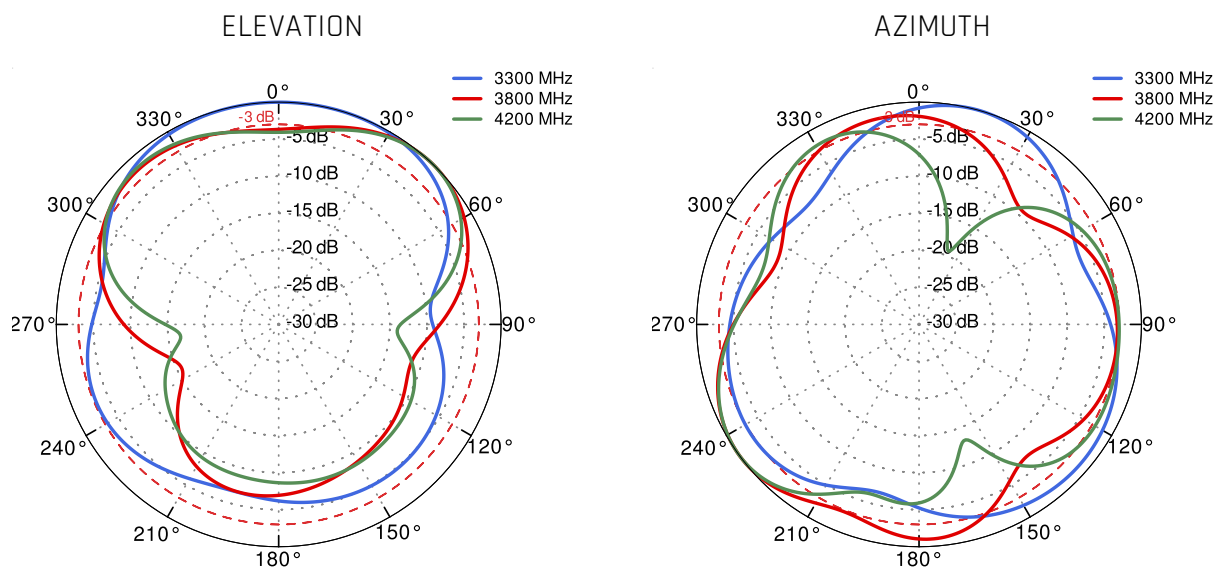 ELEVATION
3300 MHz
3800 MHz
4200 MHz
0°
30°
60°
90°
120°
150°
180°
210°
240°
270°
300°
330°
-3 dB
-5 dB
-10 dB
-15 dB
-20 dB
-25 dB
-30 dB
AZIMUTH
3300 MHz
3800 MHz
4200 MHz
0°
30°
60°
90°
120°
150°
180°
210°
240°
270°
300°
330°
-3 dB
-5 dB
-10 dB
-15 dB
-20 dB
-25 dB
-30 dB